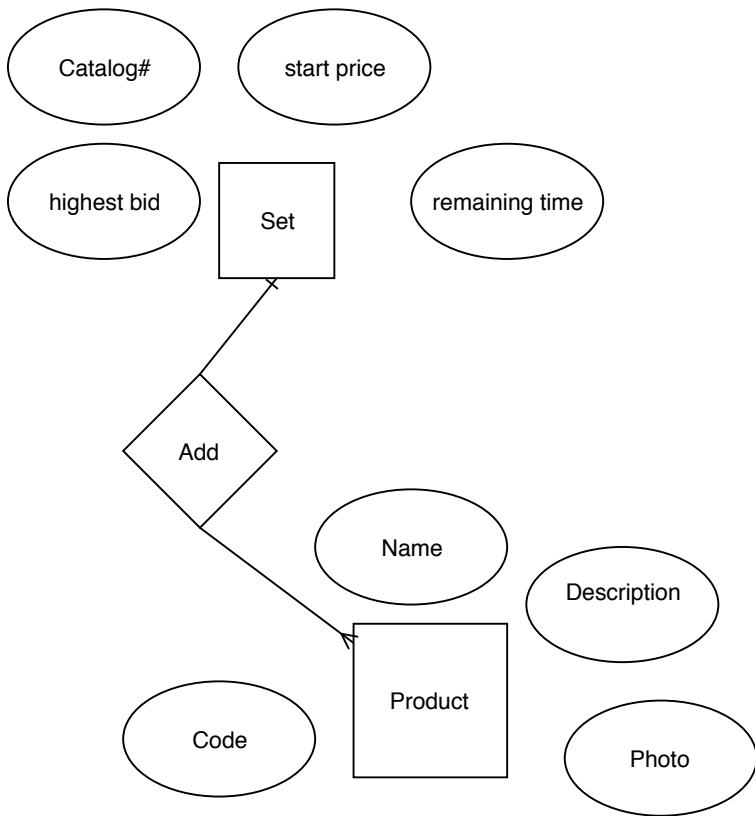 Catalog#
start price
highest bid
Set
remaining time
Add
Name
Description
Product
Code
Photo